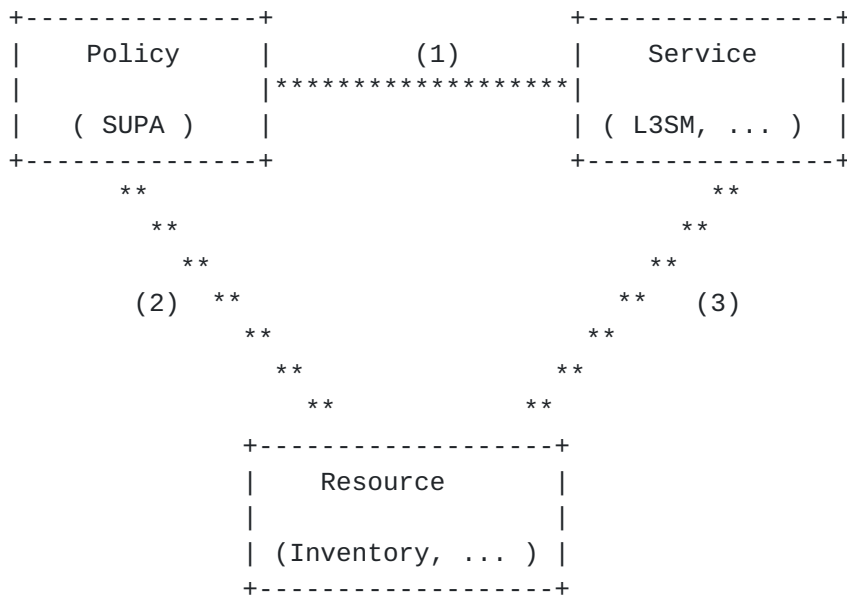 +---------------+                   +----------------+
|    Policy     |         (1)       |    Service     |
|               |*******************|                |
|   ( SUPA )    |                   | ( L3SM, ... )  |
+---------------+                   +----------------+
       **                                    **
         **                                **
           **                            **
        (2)  **                        **   (3)
               **                    **
                 **                **
                   **            **
               +-------------------+
               |    Resource       |
               |                   |
               | (Inventory, ... ) |
               +-------------------+